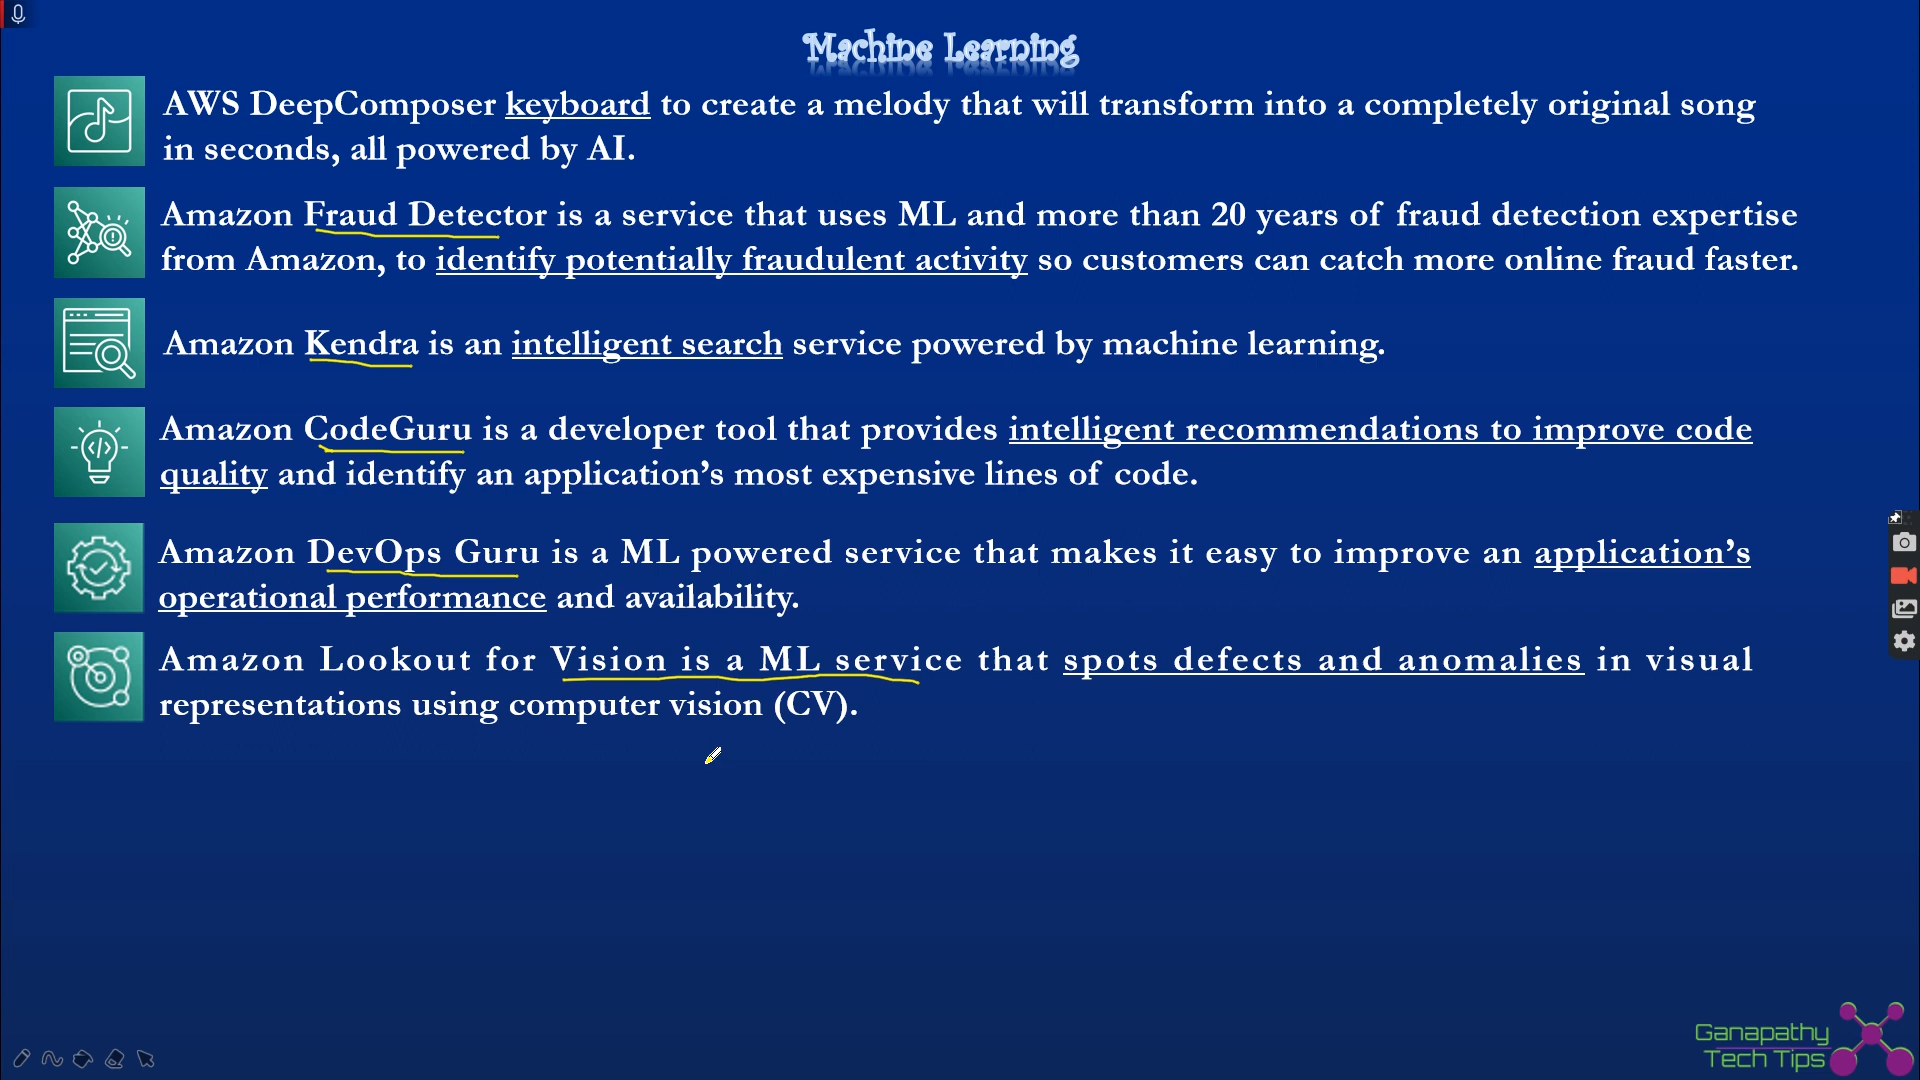 Machine Learning
AWS DeepComposer keyboard to create a melody that will transform into a completely original song
in seconds, all powered by AI.
Amazon Fraud Detector is a service that uses ML and more than 20 years of fraud detection expertise
from Amazon, to identify potentially fraudulent activity so customers can catch more online fraud faster.
Amazon Kendra is an intelligent search service powered by machine learning.
Amazon CodeGuru is a developer tool that provides intelligent recommendations to improve code
quality and identify an application’s most expensive lines of code.
Amazon DevOps Guru is a ML powered service that makes it easy to improve an application’s
operational performance and availability.
Amazon Lookout for Vision is a ML service that spots defects and anomalies in visual
representations using computer vision (CV).
Ganapathy
Tech Tips